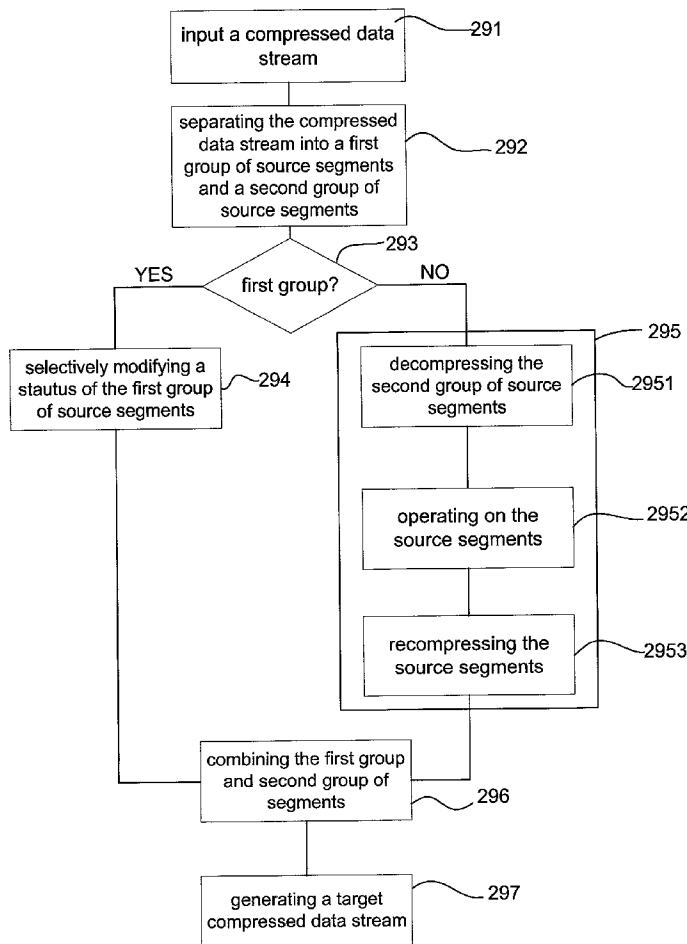 input a compressed data
stream
291
separating the compressed
data stream into a first
group of source segments
and a second group of
source segments
292
293
YES
first group?
NO
295
selectively modifying a
stautus of the first group
of source segments
294
decompressing the
second group of source
segments
2951
operating on the
source segments
2952
recompressing the
source segments
2953
combining the first group
and second group of
segments
296
generating a target
compressed data stream
297